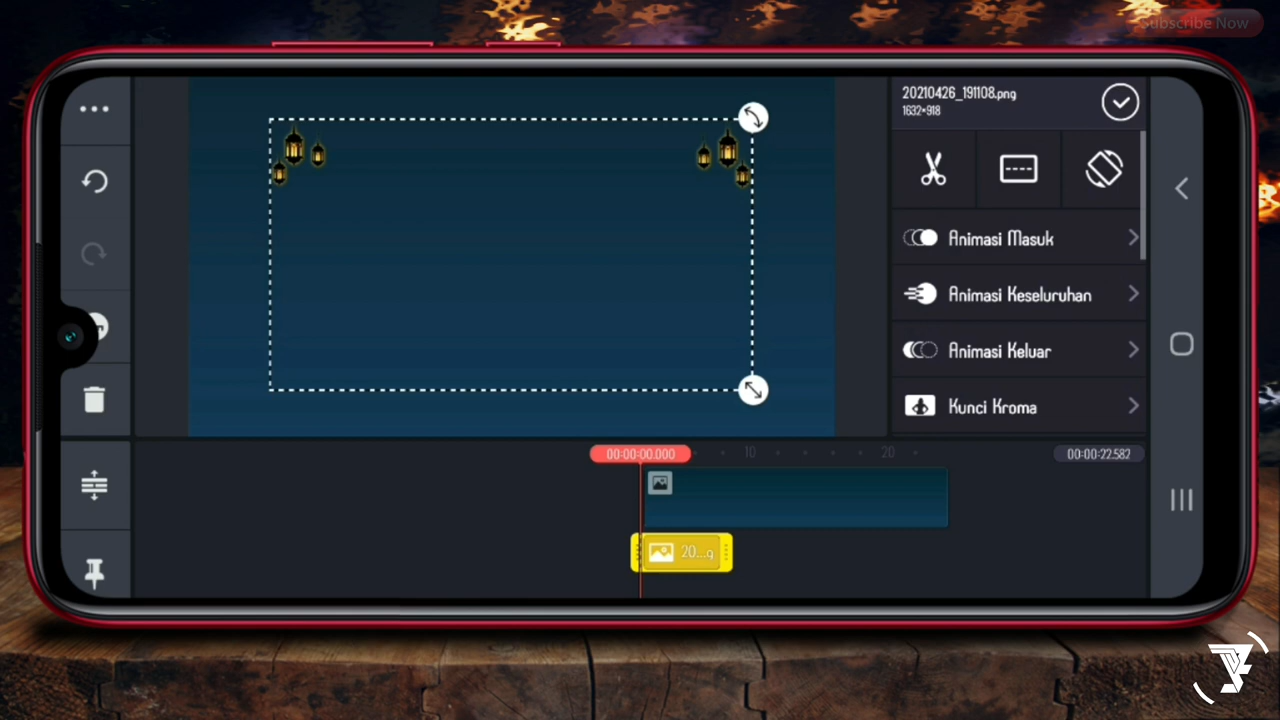 Subscribe Now
20210426_191108.png
1632×918
Animasi Masuk
Animasi Keseluruhan
Animasi Keluar
Kunci Kroma
00:00:00.000
10
20
00:00:22.582
20...g